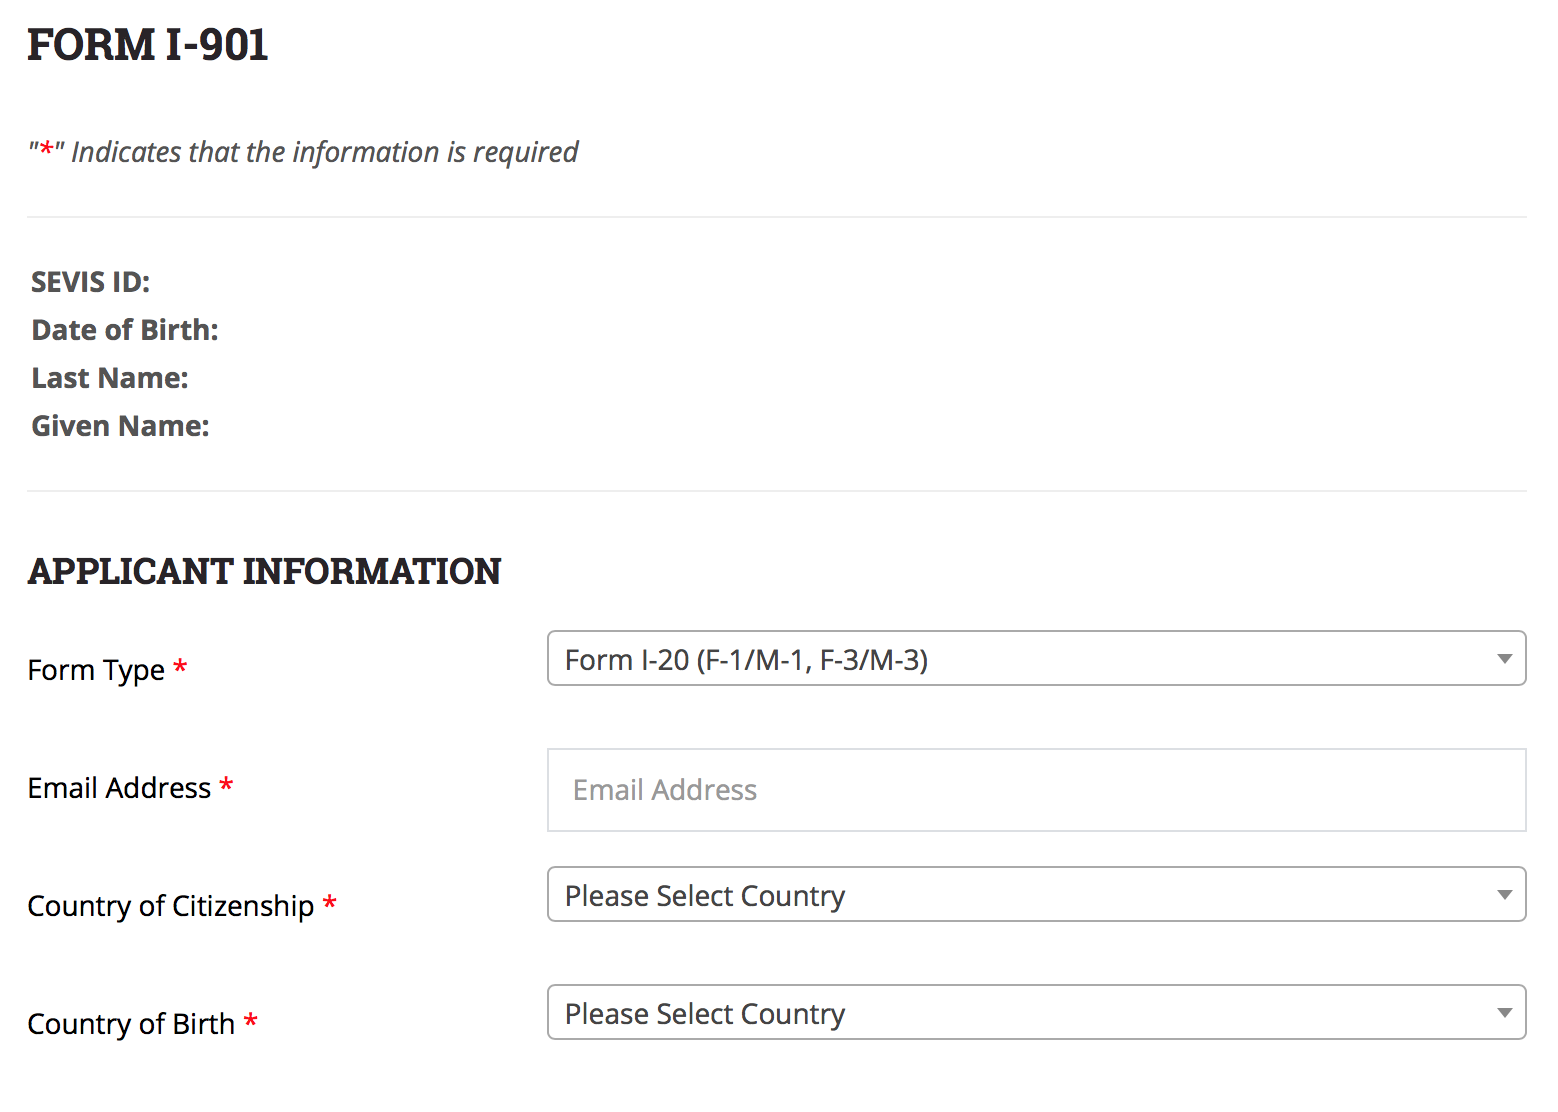 FORM I-901
"*" Indicates that the information is required
SEVIS ID:
Date of Birth:
Last Name:
Given Name:
APPLICANT INFORMATION
Form Type * Form I-20 (F-1/M-1, F-3/M-3)
Email Address * Email Address
Country of Citizenship * Please Select Country
Country of Birth * Please Select Country